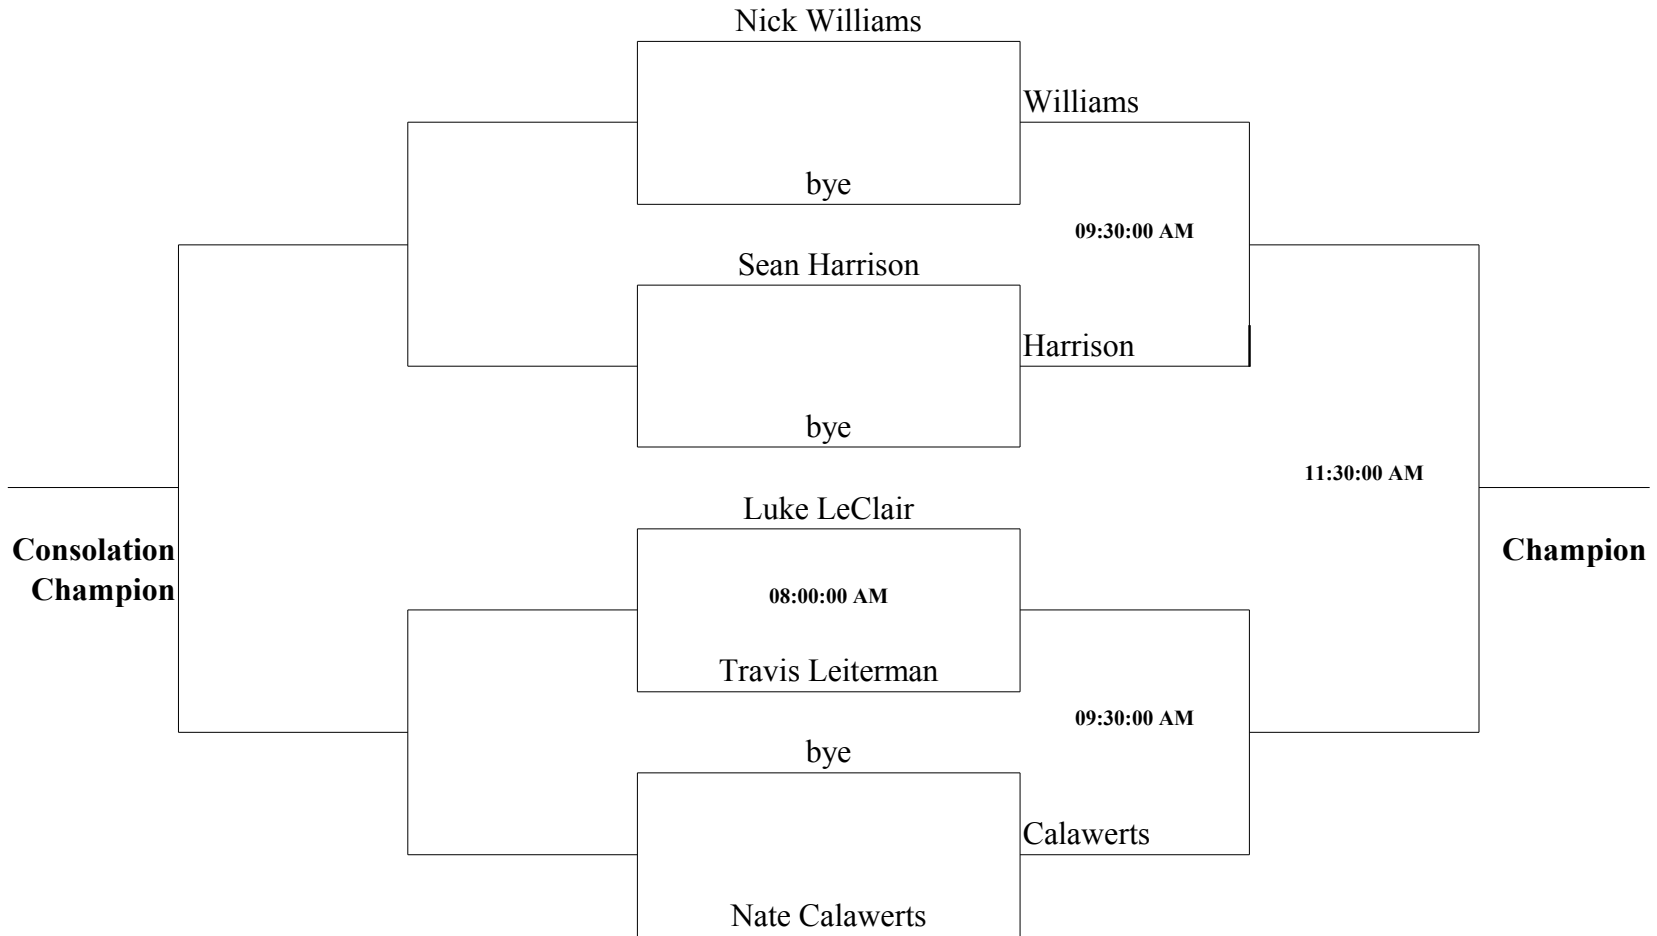 Nick Williams
Williams
bye
09:30:00 AM
Sean Harrison
Harrison
bye
11:30:00 AM
Luke LeClair
Consolation
Champion
Champion
08:00:00 AM
Travis Leiterman
09:30:00 AM
bye
Calawerts
Nate Calawerts